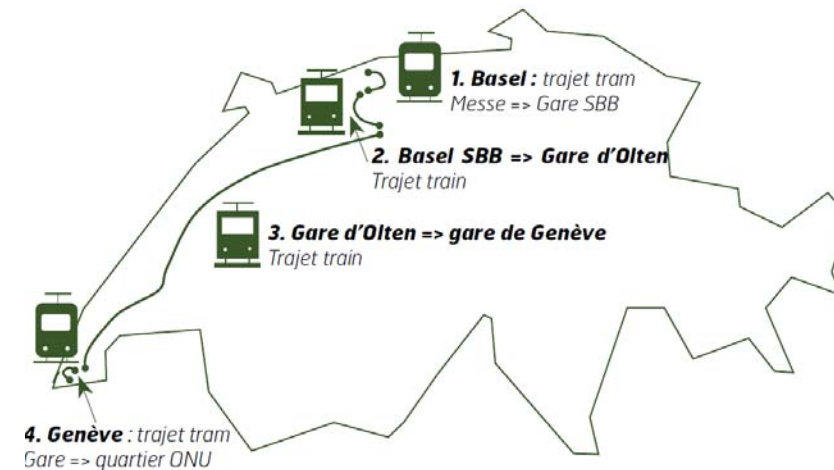 1. Basel : trajet tram
Messe => Gare SBB
2. Basel SBB => Gare d'Olten
Trajet train
3. Gare d'Olten => gare de Genève
Trajet train
4. Genève : trajet tram
Gare => quartier ONU